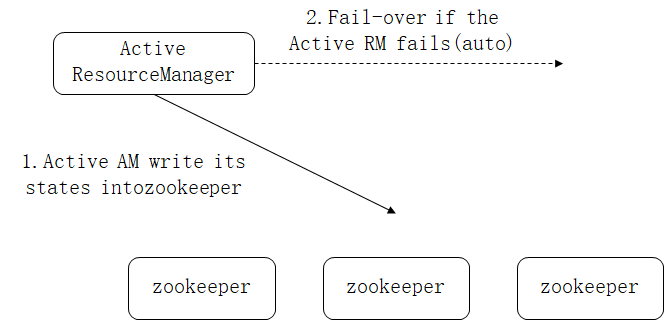 2.Fail-over if the
Active RM fails(auto)
Active
ResourceManager
1.Active AM write its
states intozookeeper
zookeeper
zookeeper
zookeeper